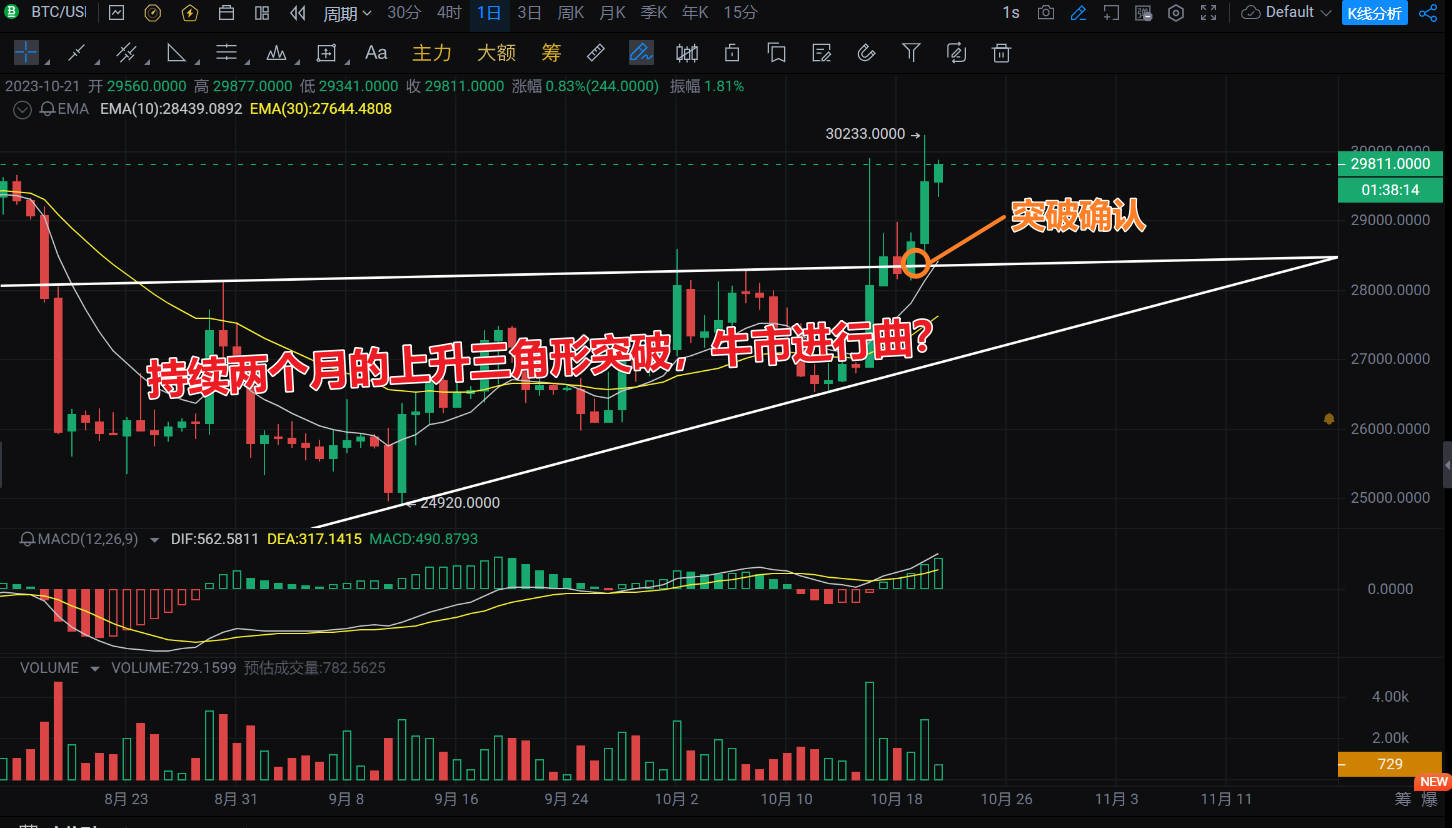 BTC/USI
周期
30分
4时
1日
3日
周K
月K
季K
年K
15分
1s
Default
K线分析
Aa
主力
大额
筹
2023-10-21 开 29560.0000 高 29877.0000 低 29341.0000 收 29811.0000 涨幅 0.83%(244.0000) 振幅 1.81%
EMA EMA(10):28439.0892 EMA(30):27644.4808
30233.0000 →
29811.0000
01:38:14
突破确认
29000.0000
28000.0000
持续两个月的上升三角形突破，牛市进行曲？
27000.0000
26000.0000
25000.0000
← 24920.0000
MACD(12,26,9) DIF:562.5811 DEA:317.1415 MACD:490.8793
0.0000
VOLUME VOLUME:729.1599 预估成交量:782.5625
4.00k
2.00k
729
NEW
8月 23
8月 31
9月 8
9月 16
9月 24
10月 2
10月 10
10月 18
10月 26
11月 3
11月 11
筹 爆